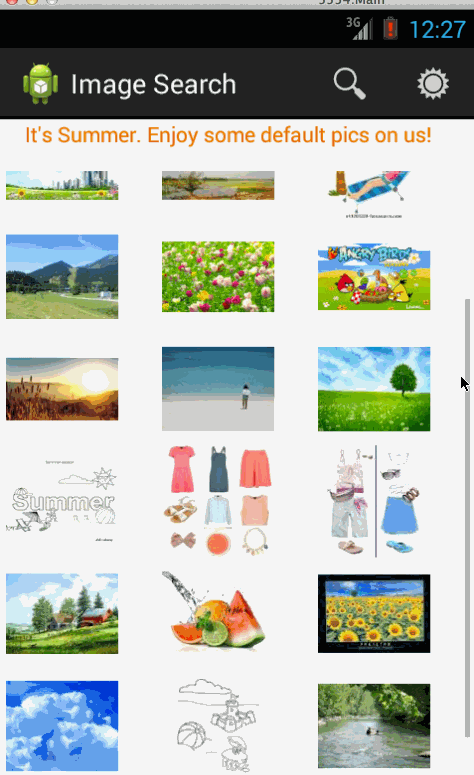 5554:Main
3G
12:27
Image Search
It's Summer. Enjoy some default pics on us!
ANGRY BIRDS
Summer